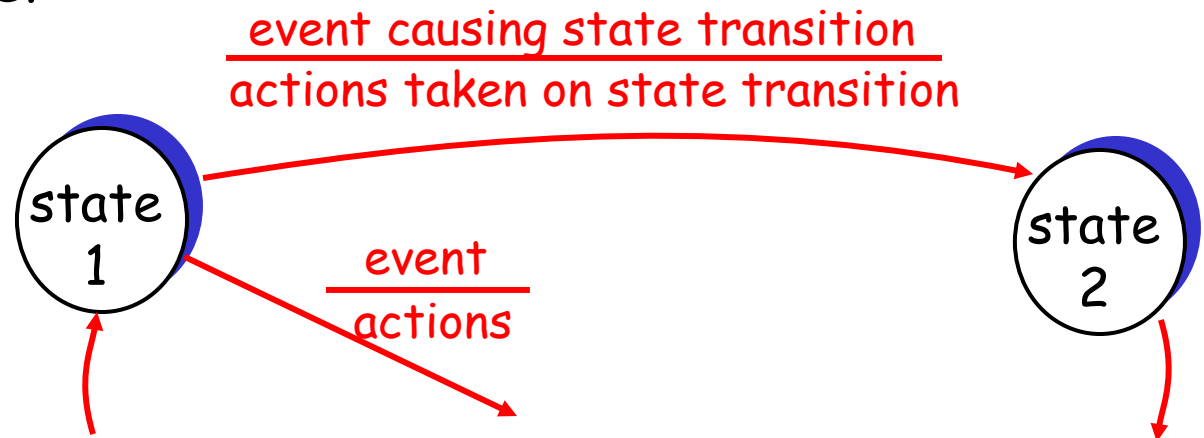 event causing state transition
actions taken on state transition
state
1
event
actions
state
2